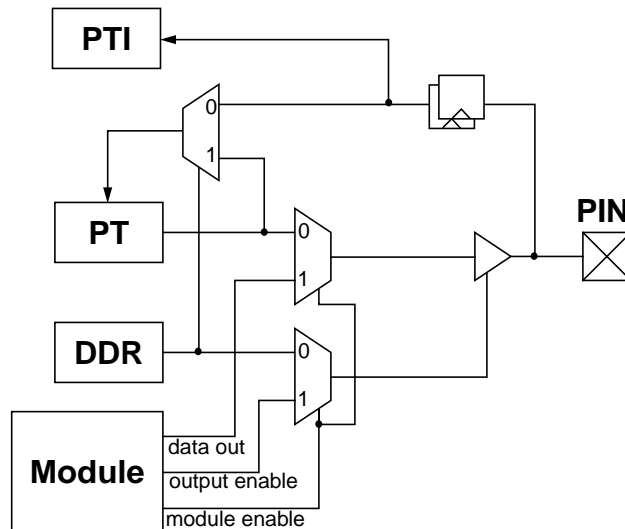 PTI
0
1
PT
0
PIN
1
DDR
0
1
Module
data out
output enable
module enable